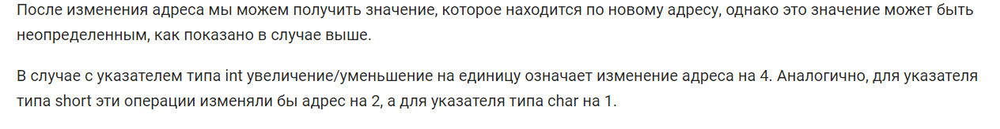 После изменения адреса мы можем получить значение, которое находится по новому адресу, однако это значение может быть
неопределенным, как показано в случае выше.
В случае с указателем типа int увеличение/уменьшение на единицу означает изменение адреса на 4. Аналогично, для указателя
типа short эти операции изменяли бы адрес на 2, а для указателя типа char на 1.